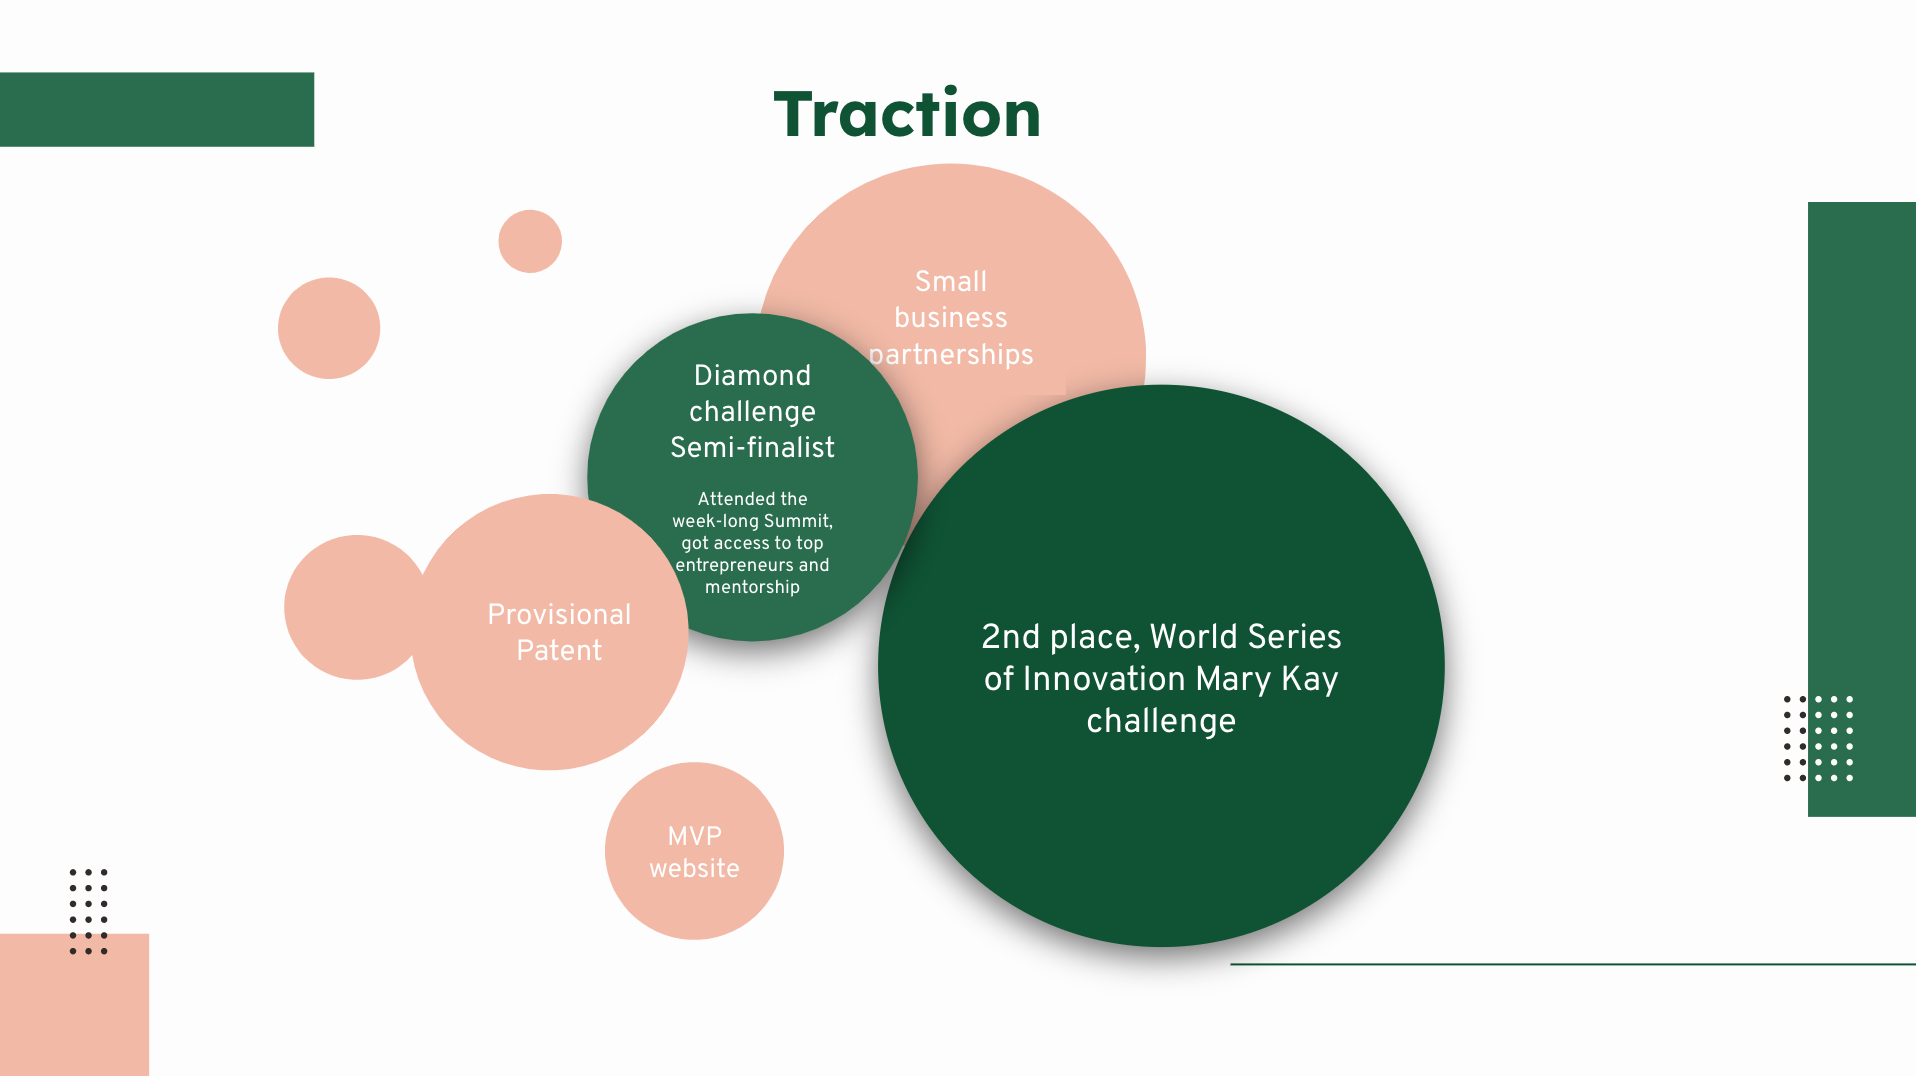 Traction
Small
business
partnerships
Diamond
challenge
Semi-finalist
Attended the
week-long Summit,
got access to top
entrepreneurs and
mentorship
Provisional
Patent
2nd place, World Series
of Innovation Mary Kay
challenge
MVP
website